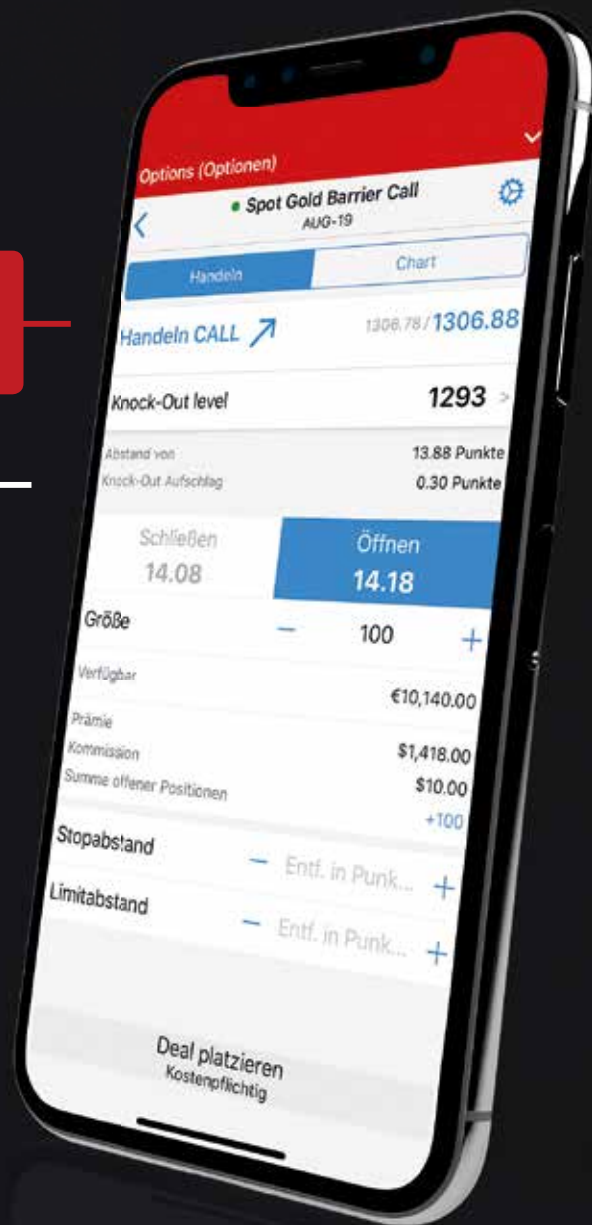 Options (Optionen)
Spot Gold Barrier Call
AUG-19
Handeln
Chart
Handeln CALL
1306.78/1306.88
Knock-Out level
1293 >
Abstand von
13.88 Punkte
Knock-Out Aufschlag
0.30 Punkte
Schließen
14.08
Öffnen
14.18
Größe
− 100 +
Verfügbar
€10,140.00
Prämie
$1,418.00
Kommission
$10.00
Summe offener Positionen
+100
Stopabstand
− Entf. in Punk... +
Limitabstand
− Entf. in Punk... +
Deal platzieren
Kostenpflichtig